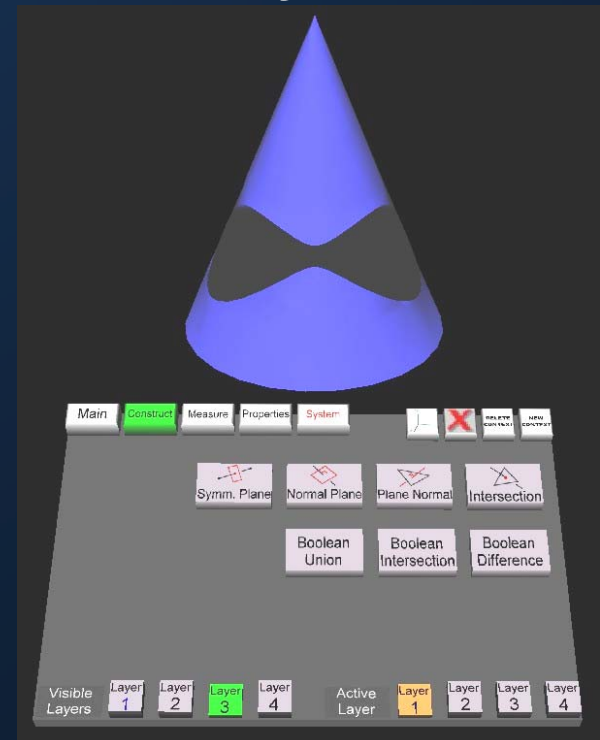 Main Construct Measure Properties System DELETE CONTEXT NEW CONTEXT
Symm. Plane Normal Plane Plane Normal Intersection
Boolean Union Boolean Intersection Boolean Difference
Visible Layers Layer 1 Layer 2 Layer 3 Layer 4 Active Layer Layer 1 Layer 2 Layer 3 Layer 4